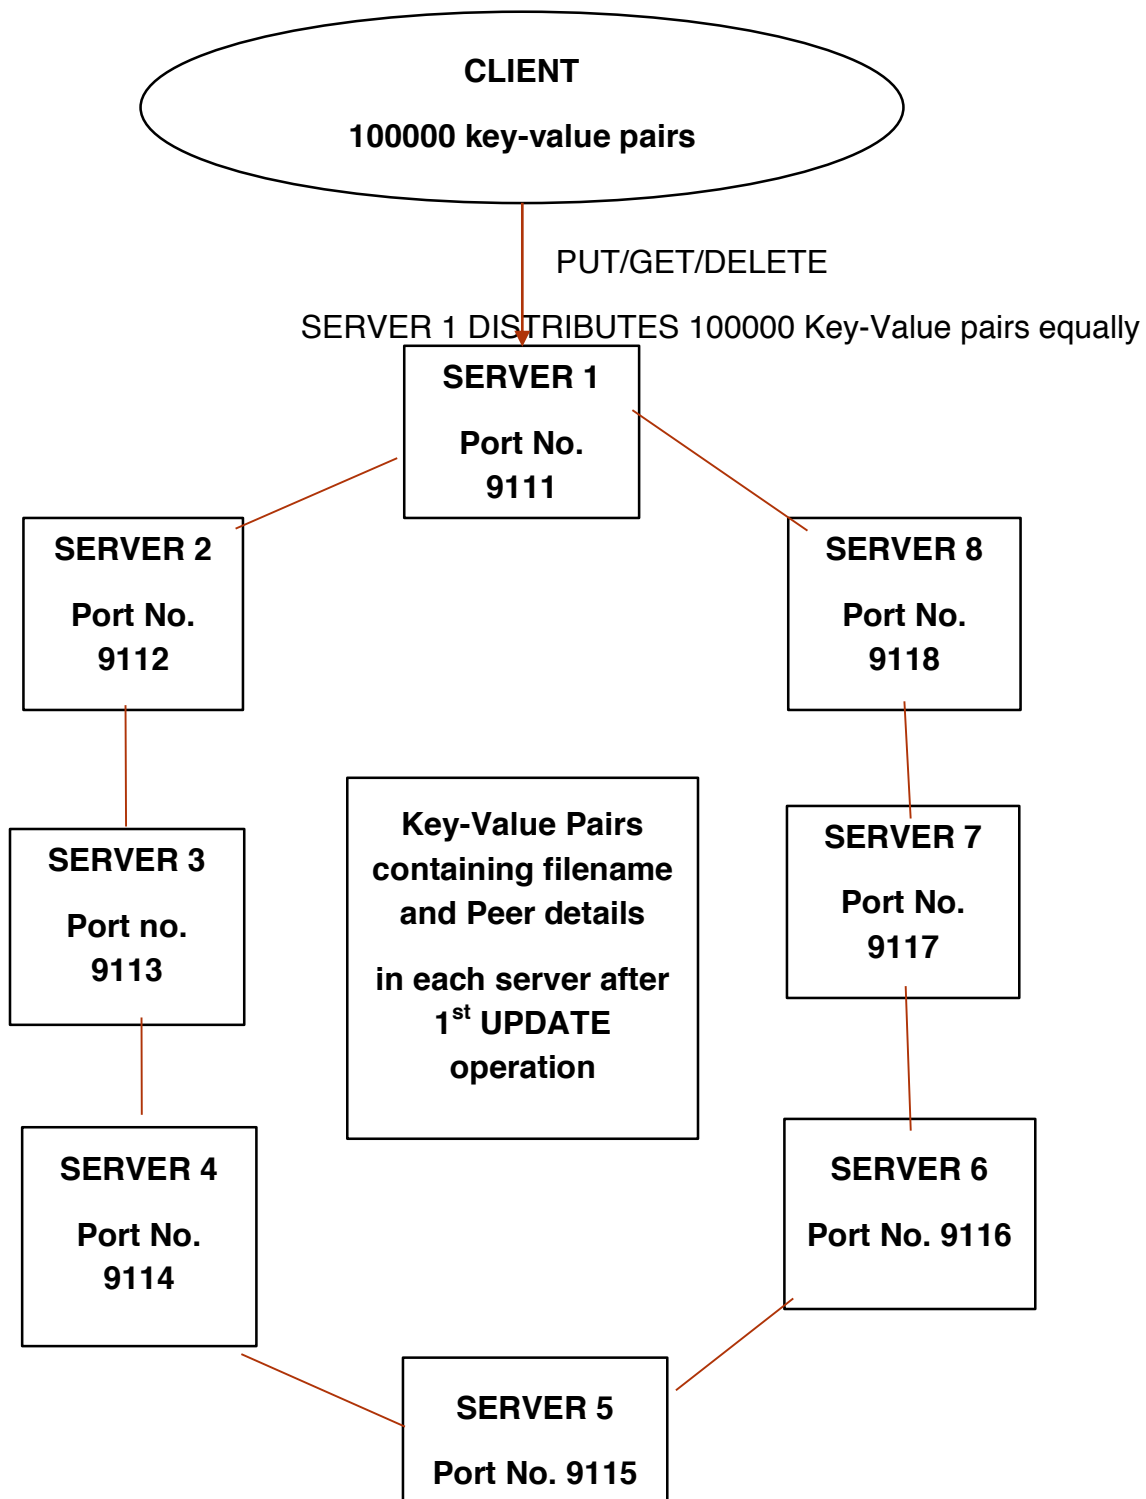 CLIENT
100000 key-value pairs
PUT/GET/DELETE
SERVER 1 DISTRIBUTES 100000 Key-Value pairs equally
SERVER 1
Port No.
9111
SERVER 2
Port No.
9112
SERVER 8
Port No.
9118
Key-Value Pairs
containing filename
and Peer details
in each server after
1st UPDATE
operation
SERVER 3
Port no.
9113
SERVER 7
Port No.
9117
SERVER 4
Port No.
9114
SERVER 6
Port No. 9116
SERVER 5
Port No. 9115